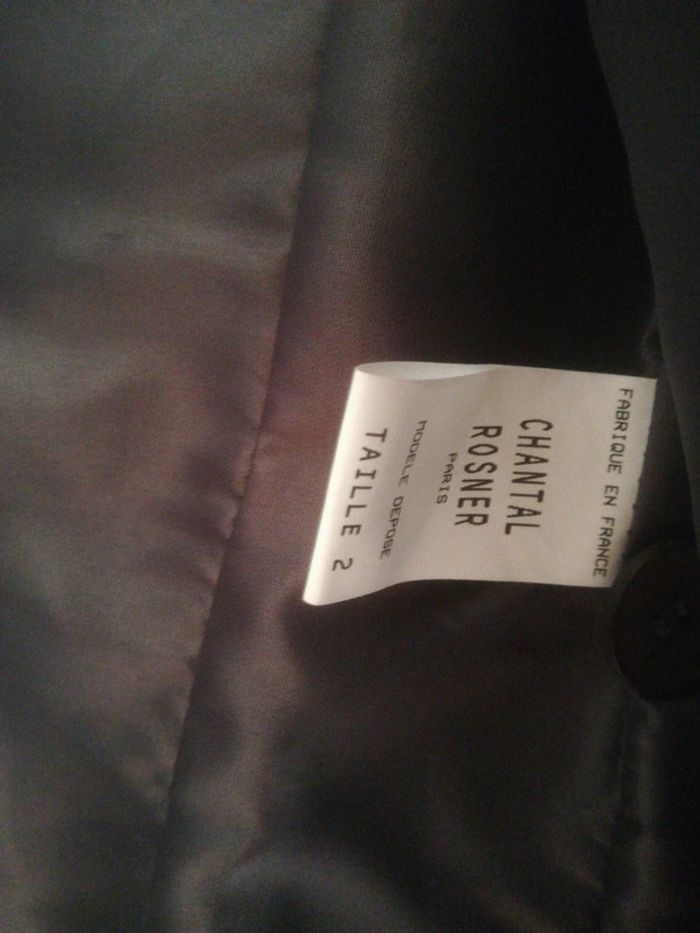 FABRIQUE EN FRANCE
CHANTAL
ROSNER
PARIS
MODELE DEPOSE
TAILLE 2